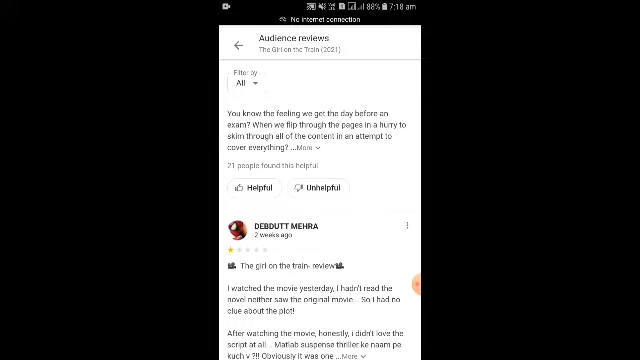 88% 7:18 am
No internet connection
Audience reviews
The Girl on the Train (2021)
Filter by
All
You know the feeling we get the day before an
exam? When we flip through the pages in a hurry to
skim through all of the content in an attempt to
cover everything? ...More
21 people found this helpful
Helpful
Unhelpful
DEBDUTT MEHRA
2 weeks ago
The girl on the train- review
I watched the movie yesterday, I hadn't read the
novel neither saw the original movie... So I had no
clue about the plot!
After watching the movie, honestly, i didn't love the
script at all... Matlab suspense thriller ke naam pe
kuch v ?!! Obviously it was one ...More